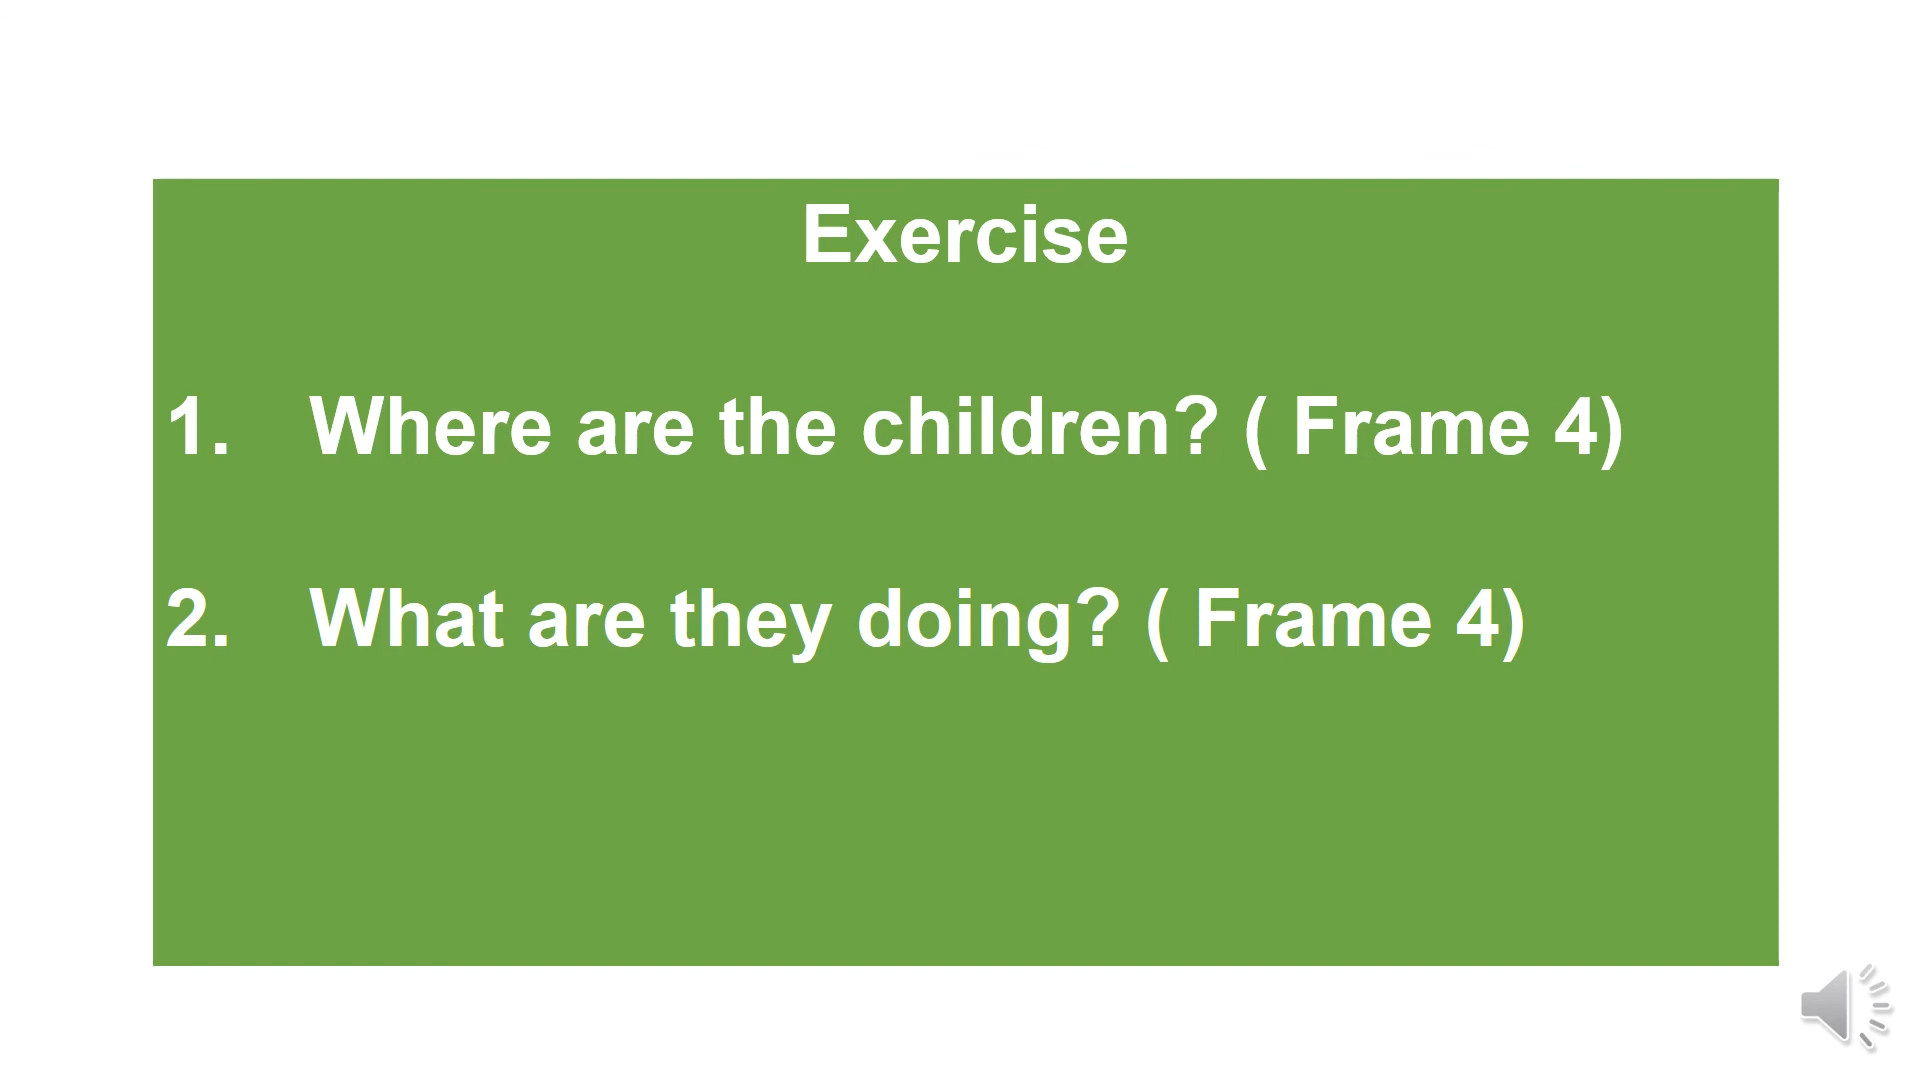 Exercise
1. Where are the children? ( Frame 4)
2. What are they doing? ( Frame 4)